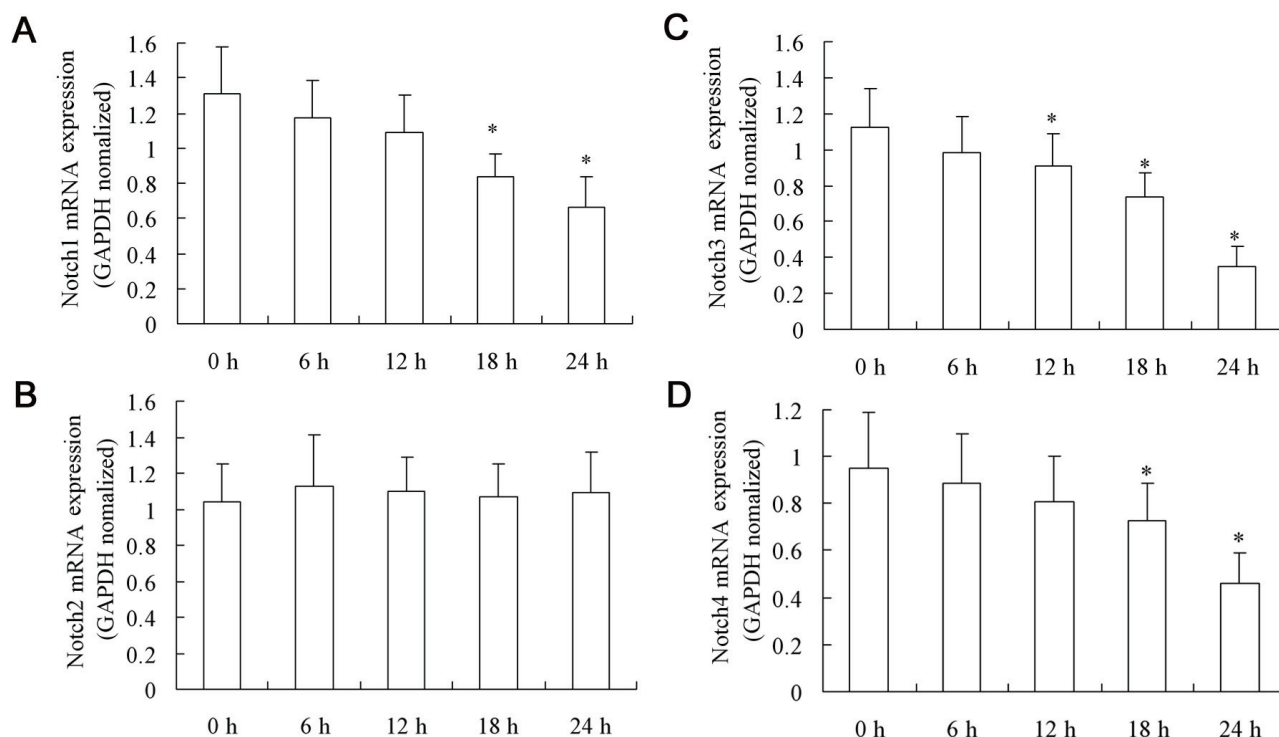 A
Notch1 mRNA expression
(GAPDH nomalized)
1.6
1.4
1.2
1
0.8
0.6
0.4
0.2
0
*
*
0 h 6 h 12 h 18 h 24 h
B
Notch2 mRNA expression
(GAPDH nomalized)
1.6
1.4
1.2
1
0.8
0.6
0.4
0.2
0
0 h 6 h 12 h 18 h 24 h
C
Notch3 mRNA expression
(GAPDH nomalized)
1.6
1.4
1.2
1
0.8
0.6
0.4
0.2
0
*
*
*
0 h 6 h 12 h 18 h 24 h
D
Notch4 mRNA expression
(GAPDH nomalized)
1.2
1
0.8
0.6
0.4
0.2
0
*
*
0 h 6 h 12 h 18 h 24 h